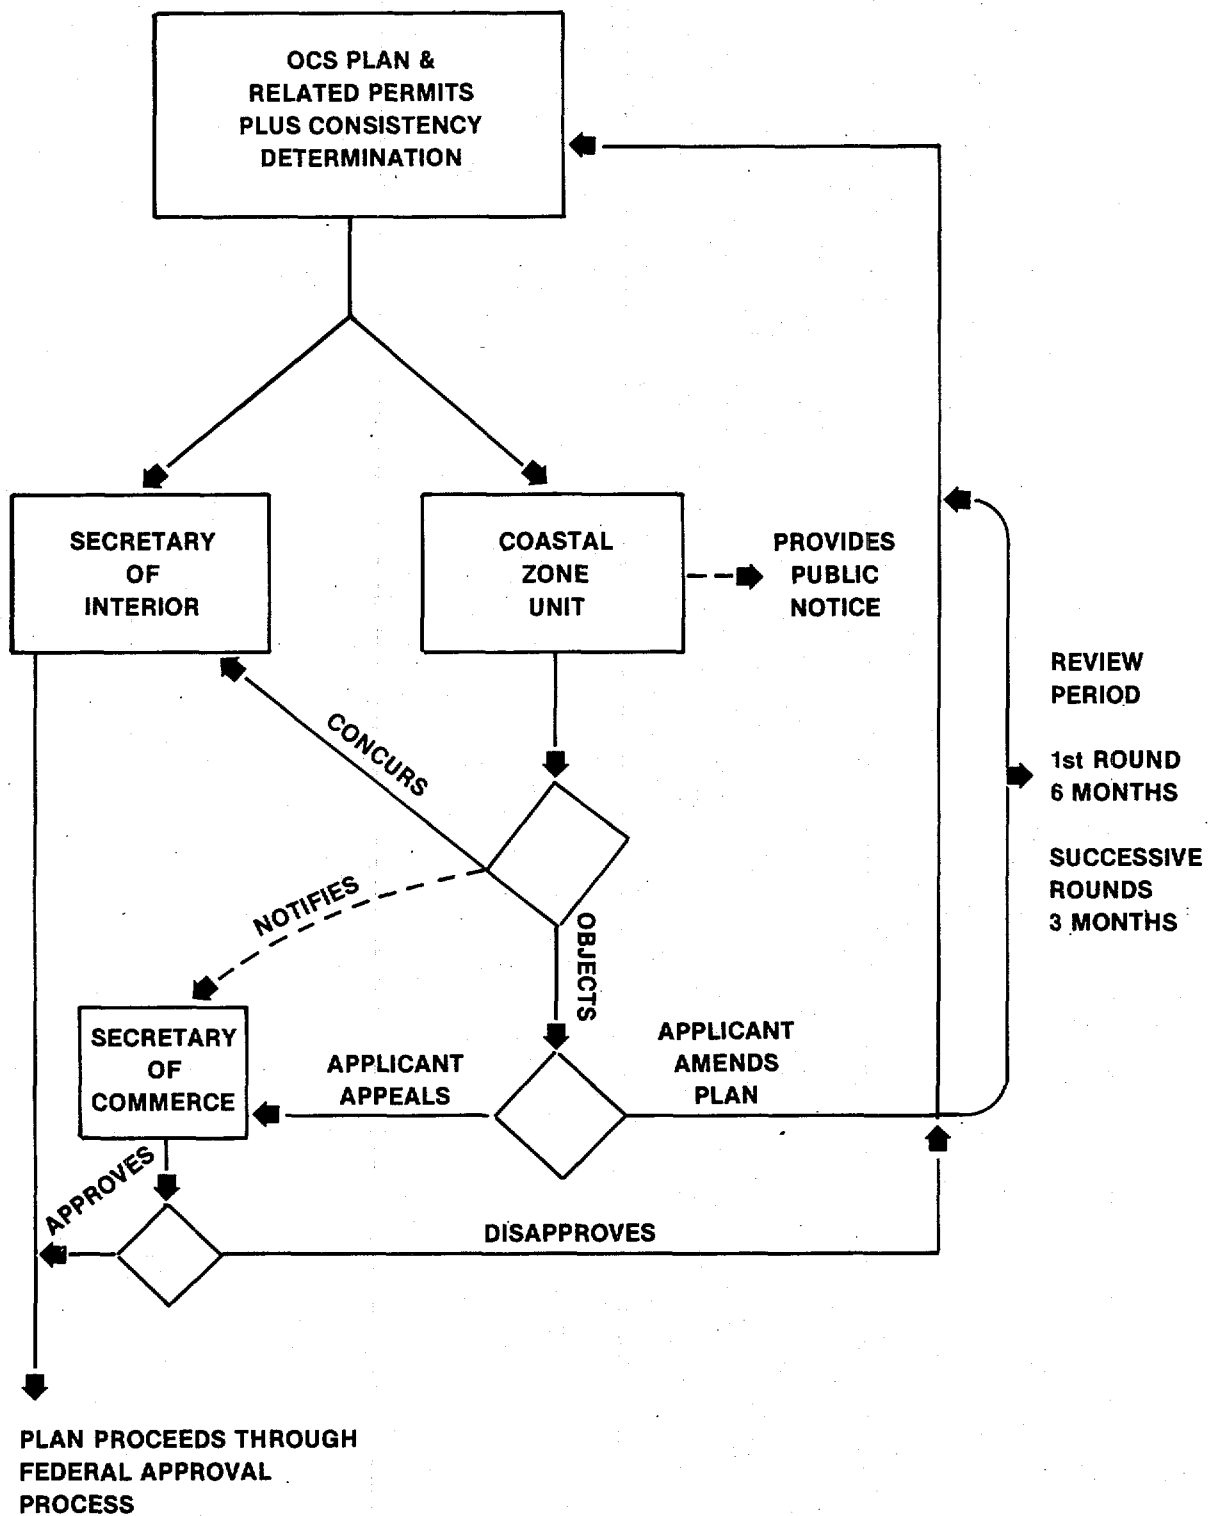 OCS PLAN &
RELATED PERMITS
PLUS CONSISTENCY
DETERMINATION
SECRETARY
OF
INTERIOR
COASTAL
ZONE
UNIT
PROVIDES
PUBLIC
NOTICE
REVIEW
PERIOD
1st ROUND
6 MONTHS
SUCCESSIVE
ROUNDS
3 MONTHS
CONCURS
NOTIFIES
OBJECTS
SECRETARY
OF
COMMERCE
APPLICANT
APPEALS
APPLICANT
AMENDS
PLAN
APPROVES
DISAPPROVES
PLAN PROCEEDS THROUGH
FEDERAL APPROVAL
PROCESS